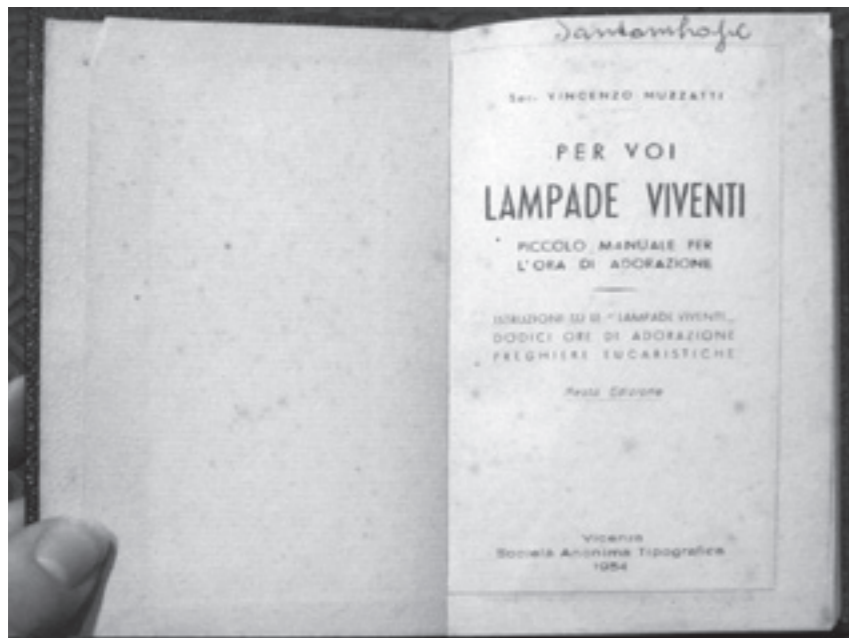 Sac. VINCENZO MUZZATTI
PER VOI
LAMPADE VIVENTI
PICCOLO MANUALE PER
L'ORA DI ADORAZIONE
ISTRUZIONI SU LE "LAMPADE VIVENTI"
DODICI ORE DI ADORAZIONE
PREGHIERE EUCARISTICHE
Edizione
Vicenza
Società Anonima Tipografica
1954